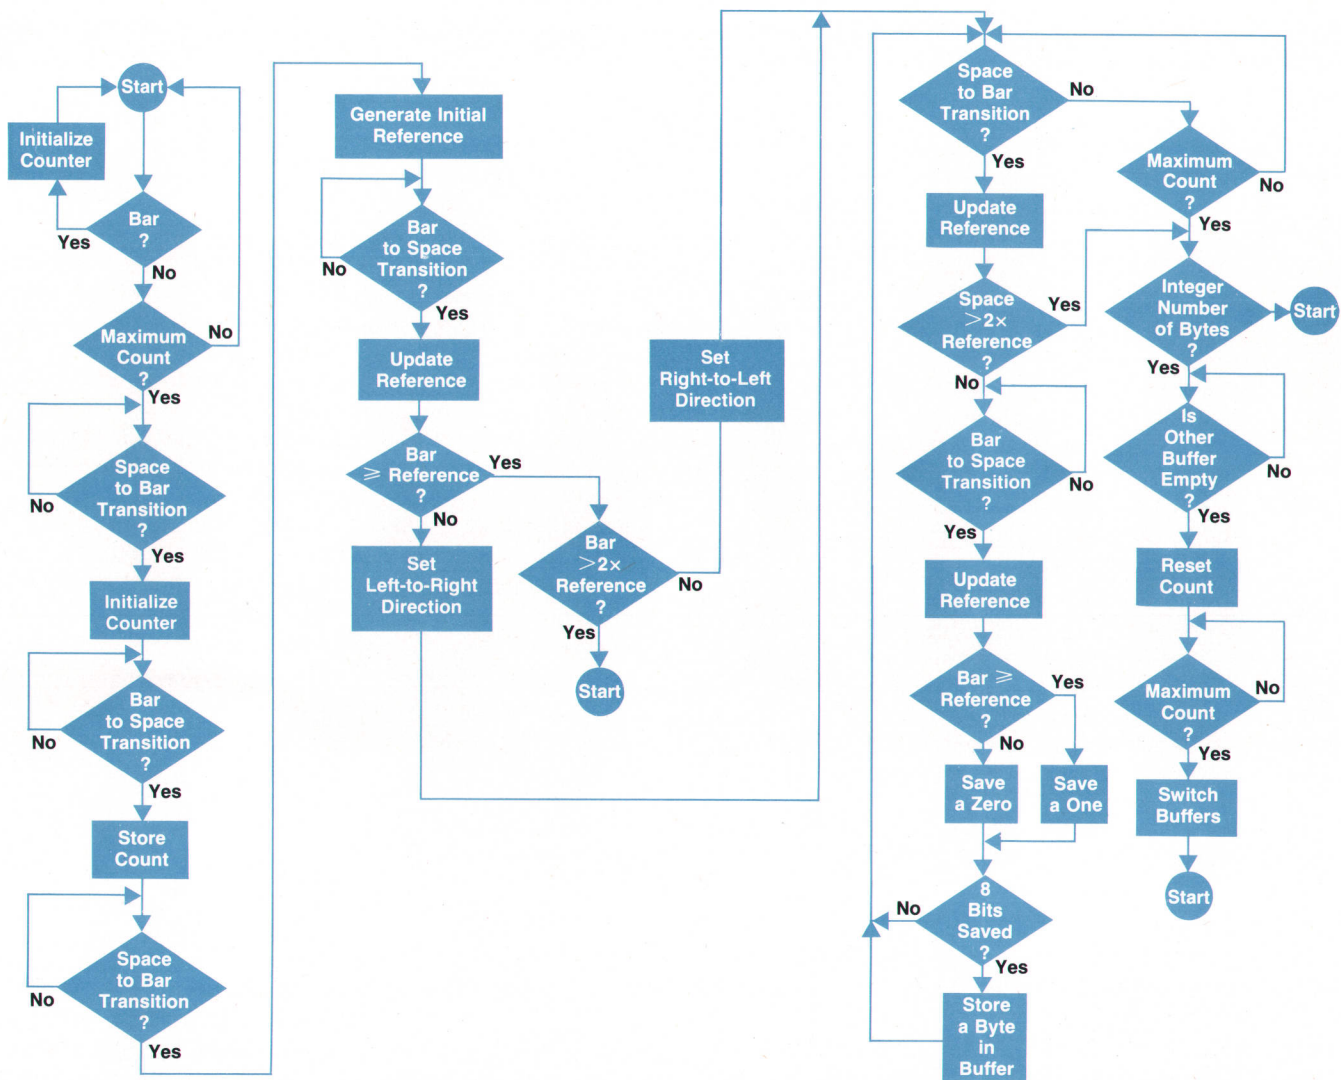 Start
Initialize
Counter
Bar
?
Yes
No
Maximum
Count
?
No
Yes
Space
to Bar
Transition
?
No
Yes
Initialize
Counter
Bar
to Space
Transition
?
No
Yes
Store
Count
Space
to Bar
Transition
?
No
Yes
Generate Initial
Reference
Bar
to Space
Transition
?
No
Yes
Update
Reference
Bar
≥ Reference
?
Yes
No
Set
Left-to-Right
Direction
Bar
>2×
Reference
?
No
Yes
Start
Set
Right-to-Left
Direction
Space
to Bar
Transition
?
No
Yes
Update
Reference
Space
>2×
Reference
?
Yes
No
Bar
to Space
Transition
?
No
Yes
Update
Reference
Bar ≥
Reference
?
Yes
No
Save
a Zero
Save
a One
8
Bits
Saved
?
No
Yes
Store
a Byte
in
Buffer
Maximum
Count
?
No
Yes
Integer
Number
of Bytes
?
Start
Yes
Is
Other
Buffer
Empty
?
No
Yes
Reset
Count
Maximum
Count
?
No
Yes
Switch
Buffers
Start